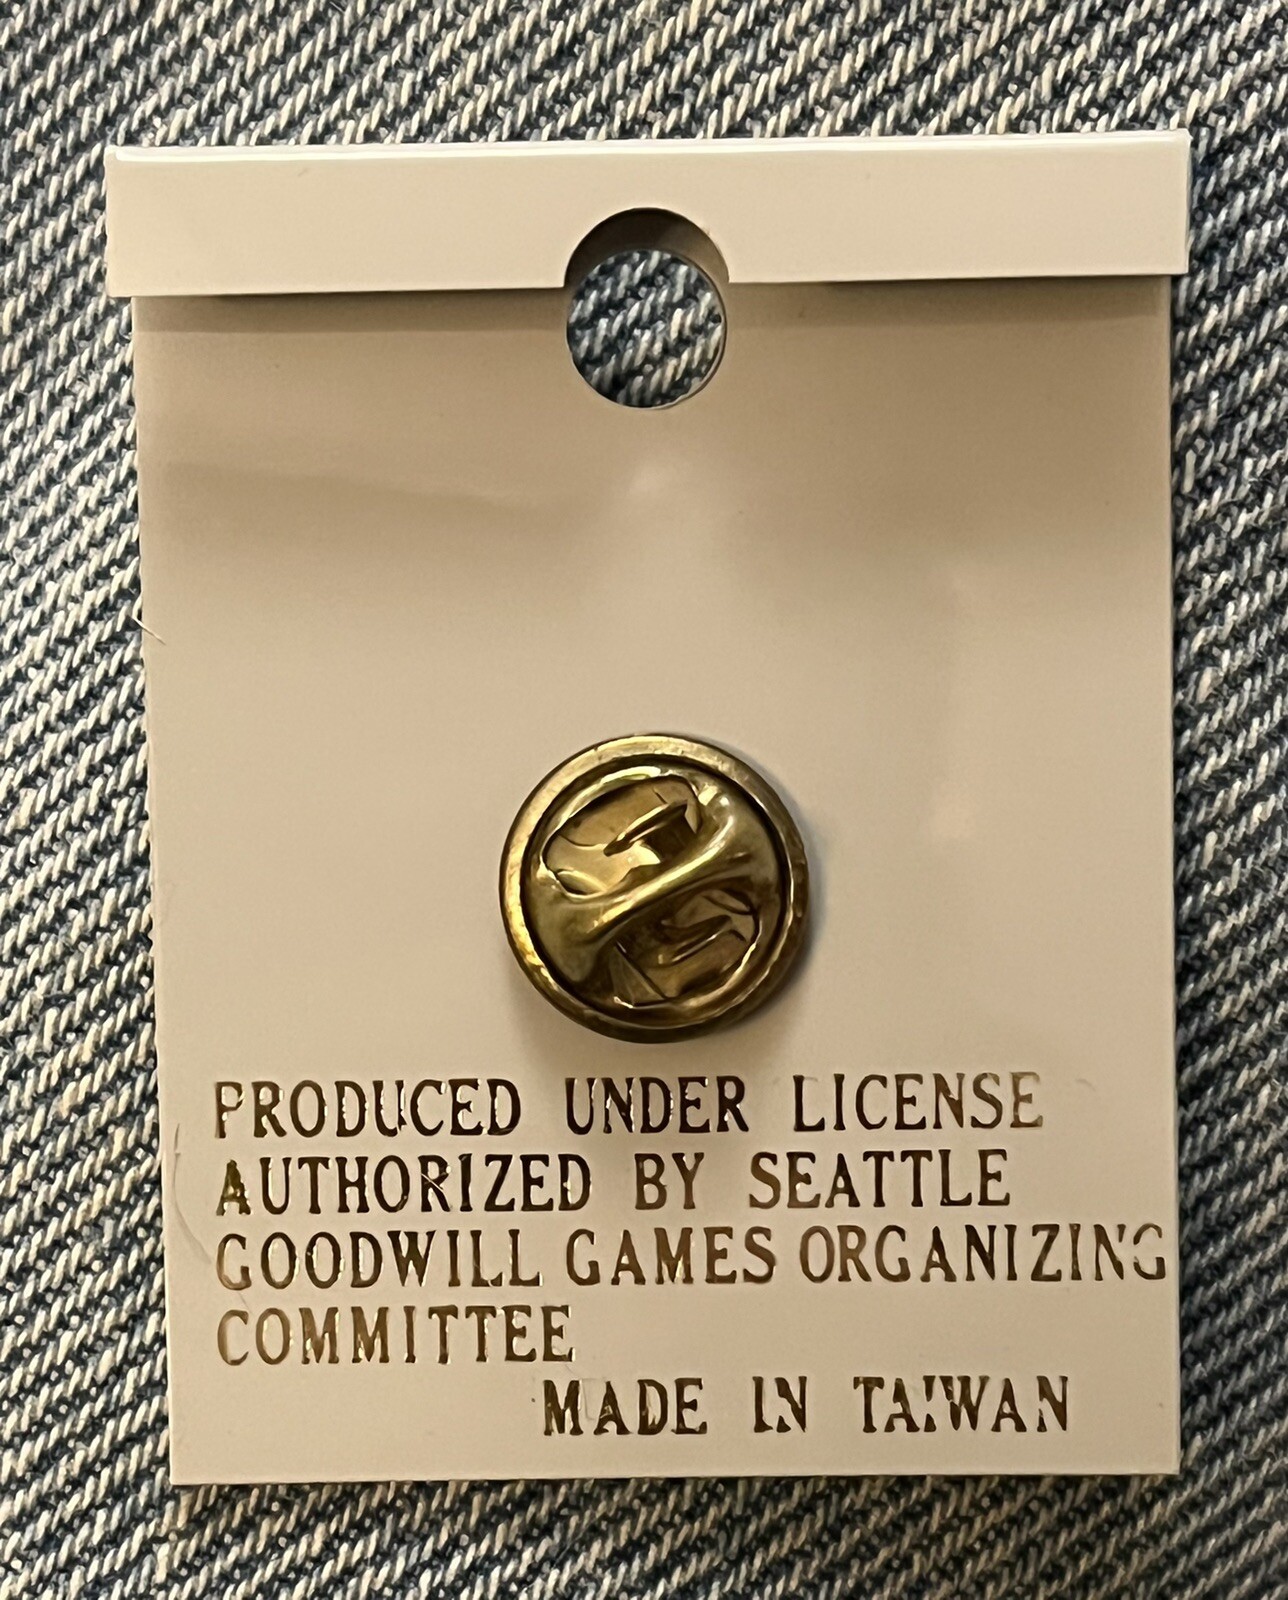 PRODUCED UNDER LICENSE
AUTHORIZED BY SEATTLE
GOODWILL GAMES ORGANIZING
COMMITTEE
MADE IN TAIWAN